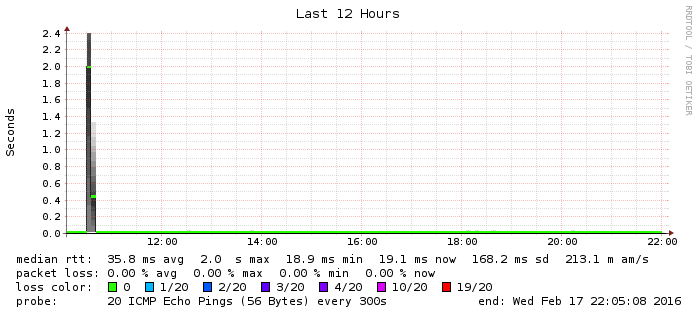 Last 12 Hours
RRDTOOL / TOBI OETIKER
Seconds
2.4
2.2
2.0
1.8
1.6
1.4
1.2
1.0
0.8
0.6
0.4
0.2
0.0
12:00 14:00 16:00 18:00 20:00 22:00
median rtt: 35.8 ms avg 2.0 s max 18.9 ms min 19.1 ms now 168.2 ms sd 213.1 m am/s
packet loss: 0.00 % avg 0.00 % max 0.00 % min 0.00 % now
loss color: 0 1/20 2/20 3/20 4/20 10/20 19/20
probe: 20 ICMP Echo Pings (56 Bytes) every 300s end: Wed Feb 17 22:05:08 2016